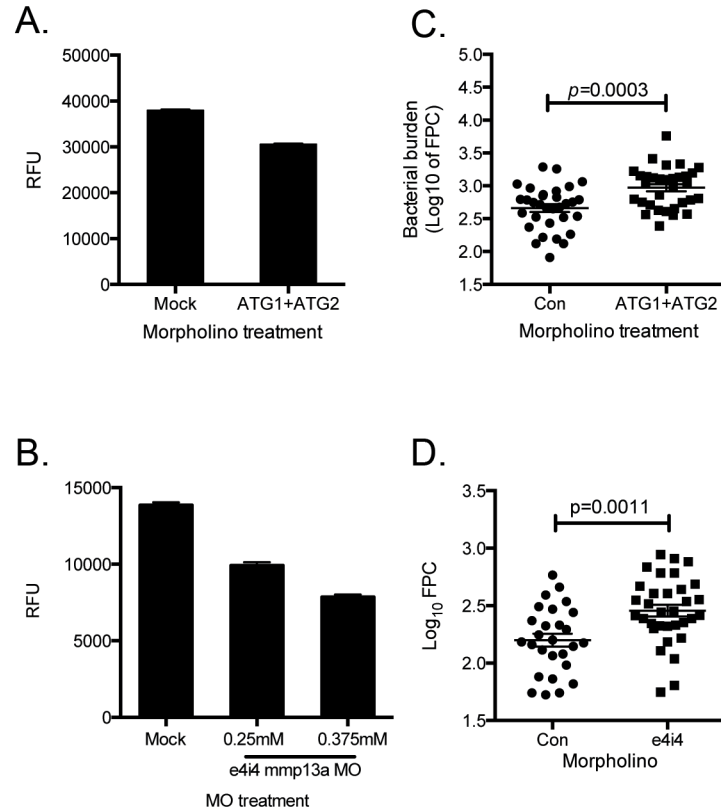 A.
50000
40000
30000
20000
10000
0
RFU
Mock ATG1+ATG2
Morpholino treatment
C.
5.0
4.5
4.0
3.5
3.0
2.5
2.0
1.5
Bacterial burden
(Log10 of FPC)
p=0.0003
Con ATG1+ATG2
Morpholino treatment
B.
15000
10000
5000
0
RFU
Mock 0.25mM 0.375mM
e4i4 mmp13a MO
MO treatment
D.
3.5
3.0
2.5
2.0
1.5
Log10 FPC
p=0.0011
Con e4i4
Morpholino